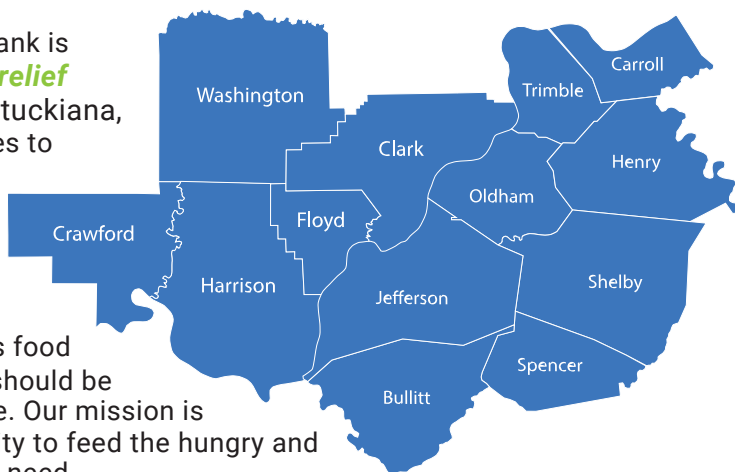 ank is
relief
tuckiana,
es to
s food
should be
e. Our mission is
ty to feed the hungry and
need
Carroll
Trimble
Washington
Clark
Henry
Oldham
Floyd
Crawford
Shelby
Harrison
Jefferson
Spencer
Bullitt